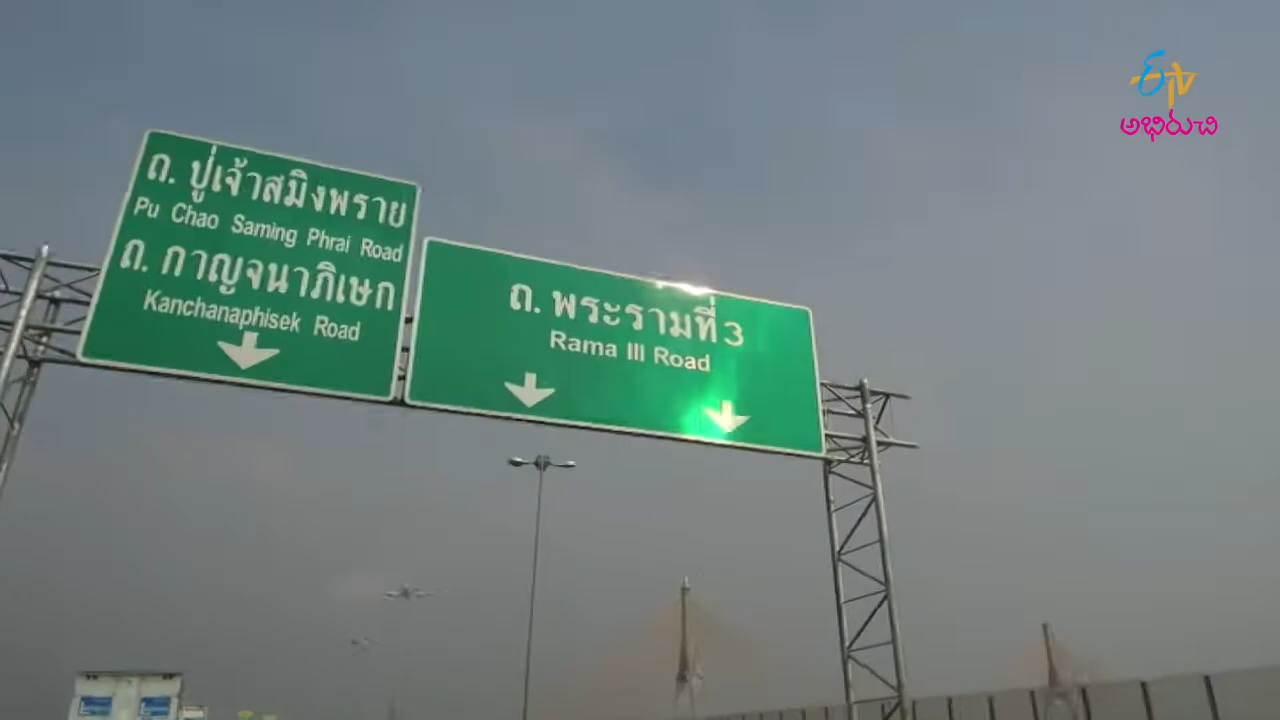 ETV
అభిరుచి
ถ. ปู่เจ้าสมิงพราย
Pu Chao Saming Phrai Road
ถ. กาญจนาภิเษก
Kanchanaphisek Road
ถ. พระรามที่ 3
Rama III Road